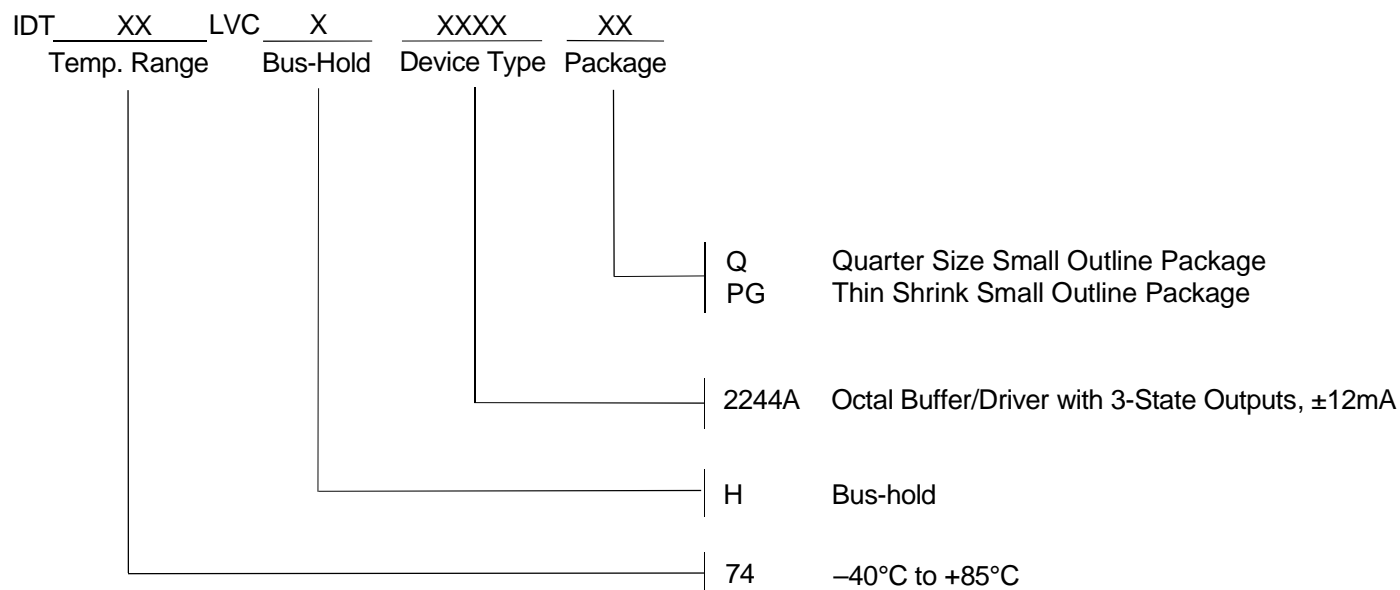 IDT XX LVC X XXXX XX
Temp. Range Bus-Hold Device Type Package
Q Quarter Size Small Outline Package
PG Thin Shrink Small Outline Package
2244A Octal Buffer/Driver with 3-State Outputs, ±12mA
H Bus-hold
74 –40°C to +85°C